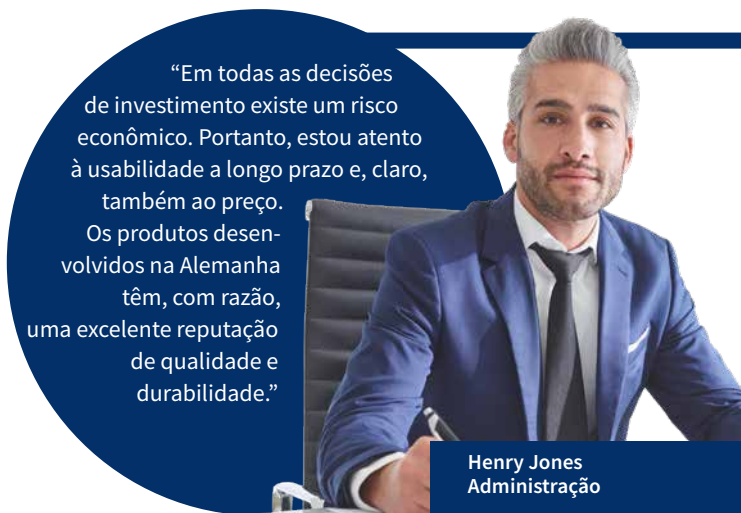 “Em todas as decisões
de investimento existe um risco
econômico. Portanto, estou atento
à usabilidade a longo prazo e, claro,
também ao preço.
Os produtos desen-
volvidos na Alemanha
têm, com razão,
uma excelente reputação
de qualidade e
durabilidade.”
Henry Jones
Administração